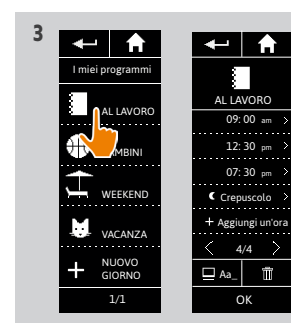 3
I miei programmi
AL LAVORO
MBINI
WEEKEND
VACANZA
NUOVO
GIORNO
1/1
AL LAVORO
09: 00 am >
12: 30 pm >
07: 30 pm >
Crepuscolo >
+ Aggiungi un'ora
< 4/4 >
Aa_
OK